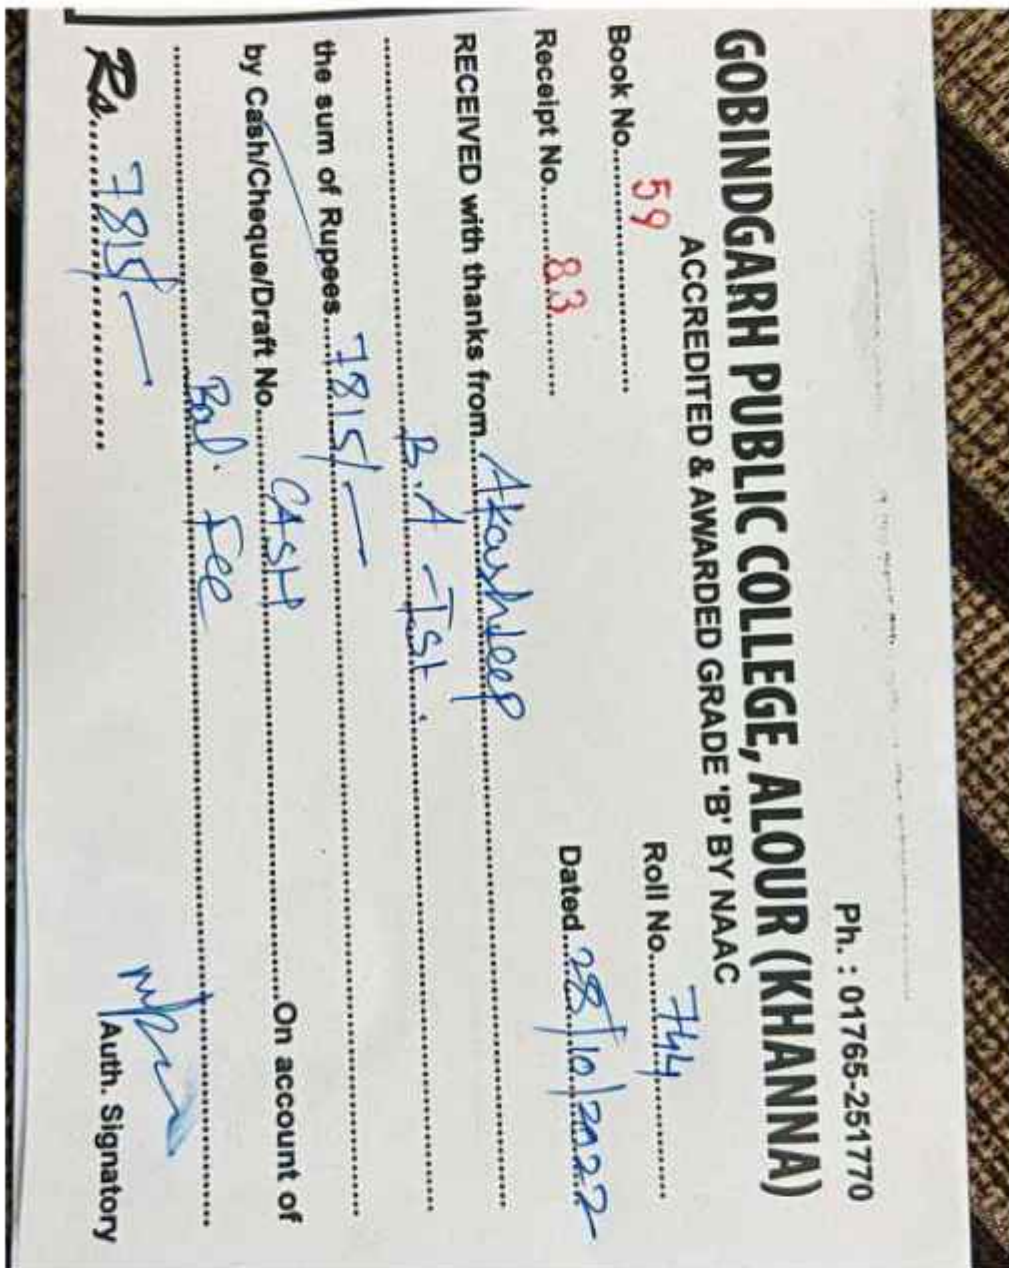 Ph. : 01765-251770
GOBINDGARH PUBLIC COLLEGE, ALOUR (KHANNA)
ACCREDITED & AWARDED GRADE 'B' BY NAAC
Book No. 59 Roll No. 744
Receipt No. 83 Dated 28/10/2022
RECEIVED with thanks from Akashdeep
B.A - Ist.
the sum of Rupees 7815/-
by Cash/Cheque/Draft No. CASH On account of
Bal. Fee
Rs. 7815/- Auth. Signatory